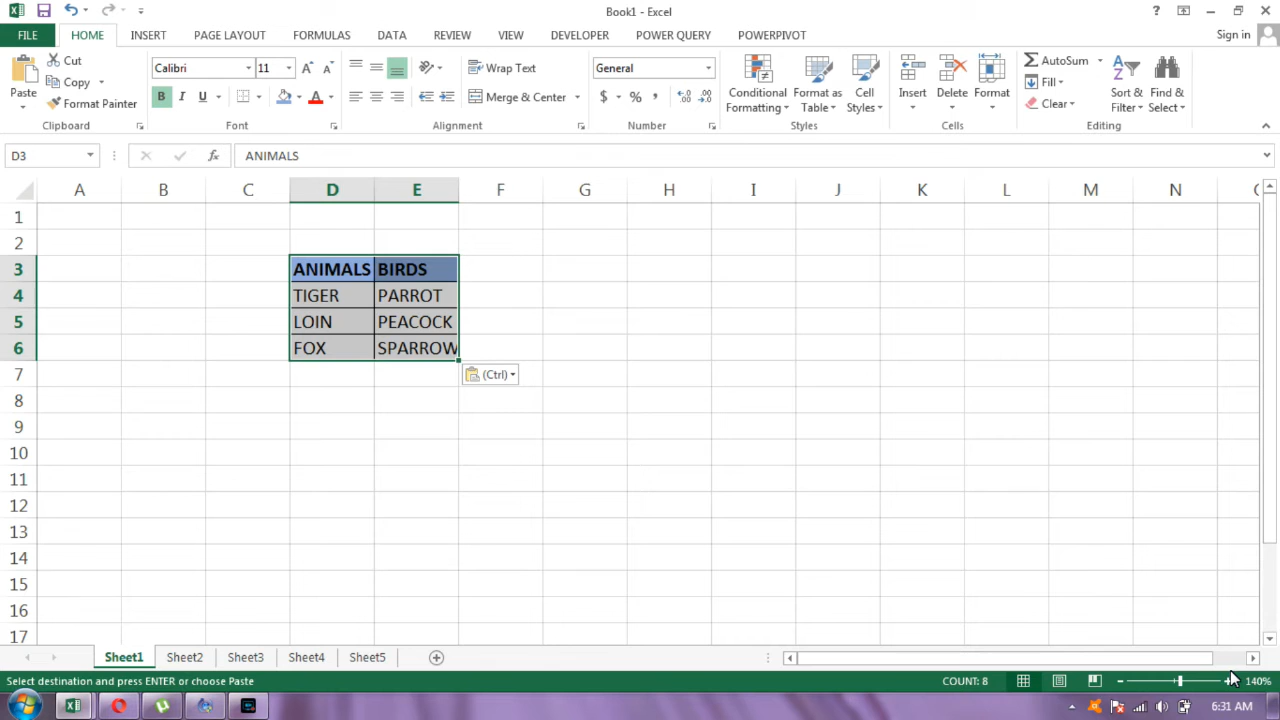 Book1 - Excel
?
FILE HOME INSERT PAGE LAYOUT FORMULAS DATA REVIEW VIEW DEVELOPER POWER QUERY POWERPIVOT Sign in
Paste
Cut
Copy
Format Painter
Clipboard
Calibri 11
B I U
Font
Wrap Text
Merge & Center
Alignment
General
$ % ,
Number
Conditional Formatting
Format as Table
Cell Styles
Styles
Insert
Delete
Format
Cells
AutoSum
Fill
Clear
Sort & Filter
Find & Select
Editing
D3 fx ANIMALS
A B C D E F G H I J K L M N
1
2
3 ANIMALS BIRDS
4 TIGER PARROT
5 LOIN PEACOCK
6 FOX SPARROW
7 (Ctrl)
8
9
10
11
12
13
14
15
16
17
Sheet1 Sheet2 Sheet3 Sheet4 Sheet5
Select destination and press ENTER or choose Paste COUNT: 8 140%
6:31 AM